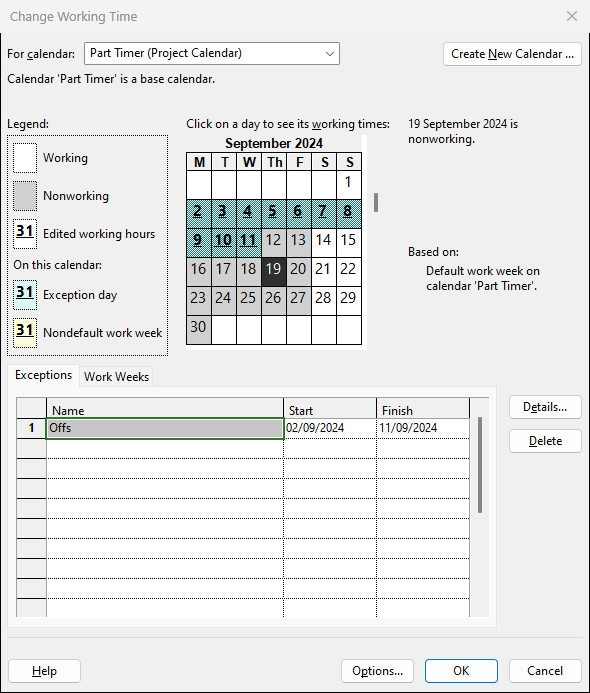 Change Working Time
For calendar: Part Timer (Project Calendar)
Create New Calendar ...
Calendar 'Part Timer' is a base calendar.
Legend:
Working
Nonworking
31 Edited working hours
On this calendar:
31 Exception day
31 Nondefault work week
Click on a day to see its working times:
September 2024
M T W Th F S S
1
2 3 4 5 6 7 8
9 10 11 12 13 14 15
16 17 18 19 20 21 22
23 24 25 26 27 28 29
30
19 September 2024 is
nonworking.
Based on:
Default work week on
calendar 'Part Timer'.
Exceptions Work Weeks
Name Start Finish
1 Offs 02/09/2024 11/09/2024
Details...
Delete
Help Options... OK Cancel